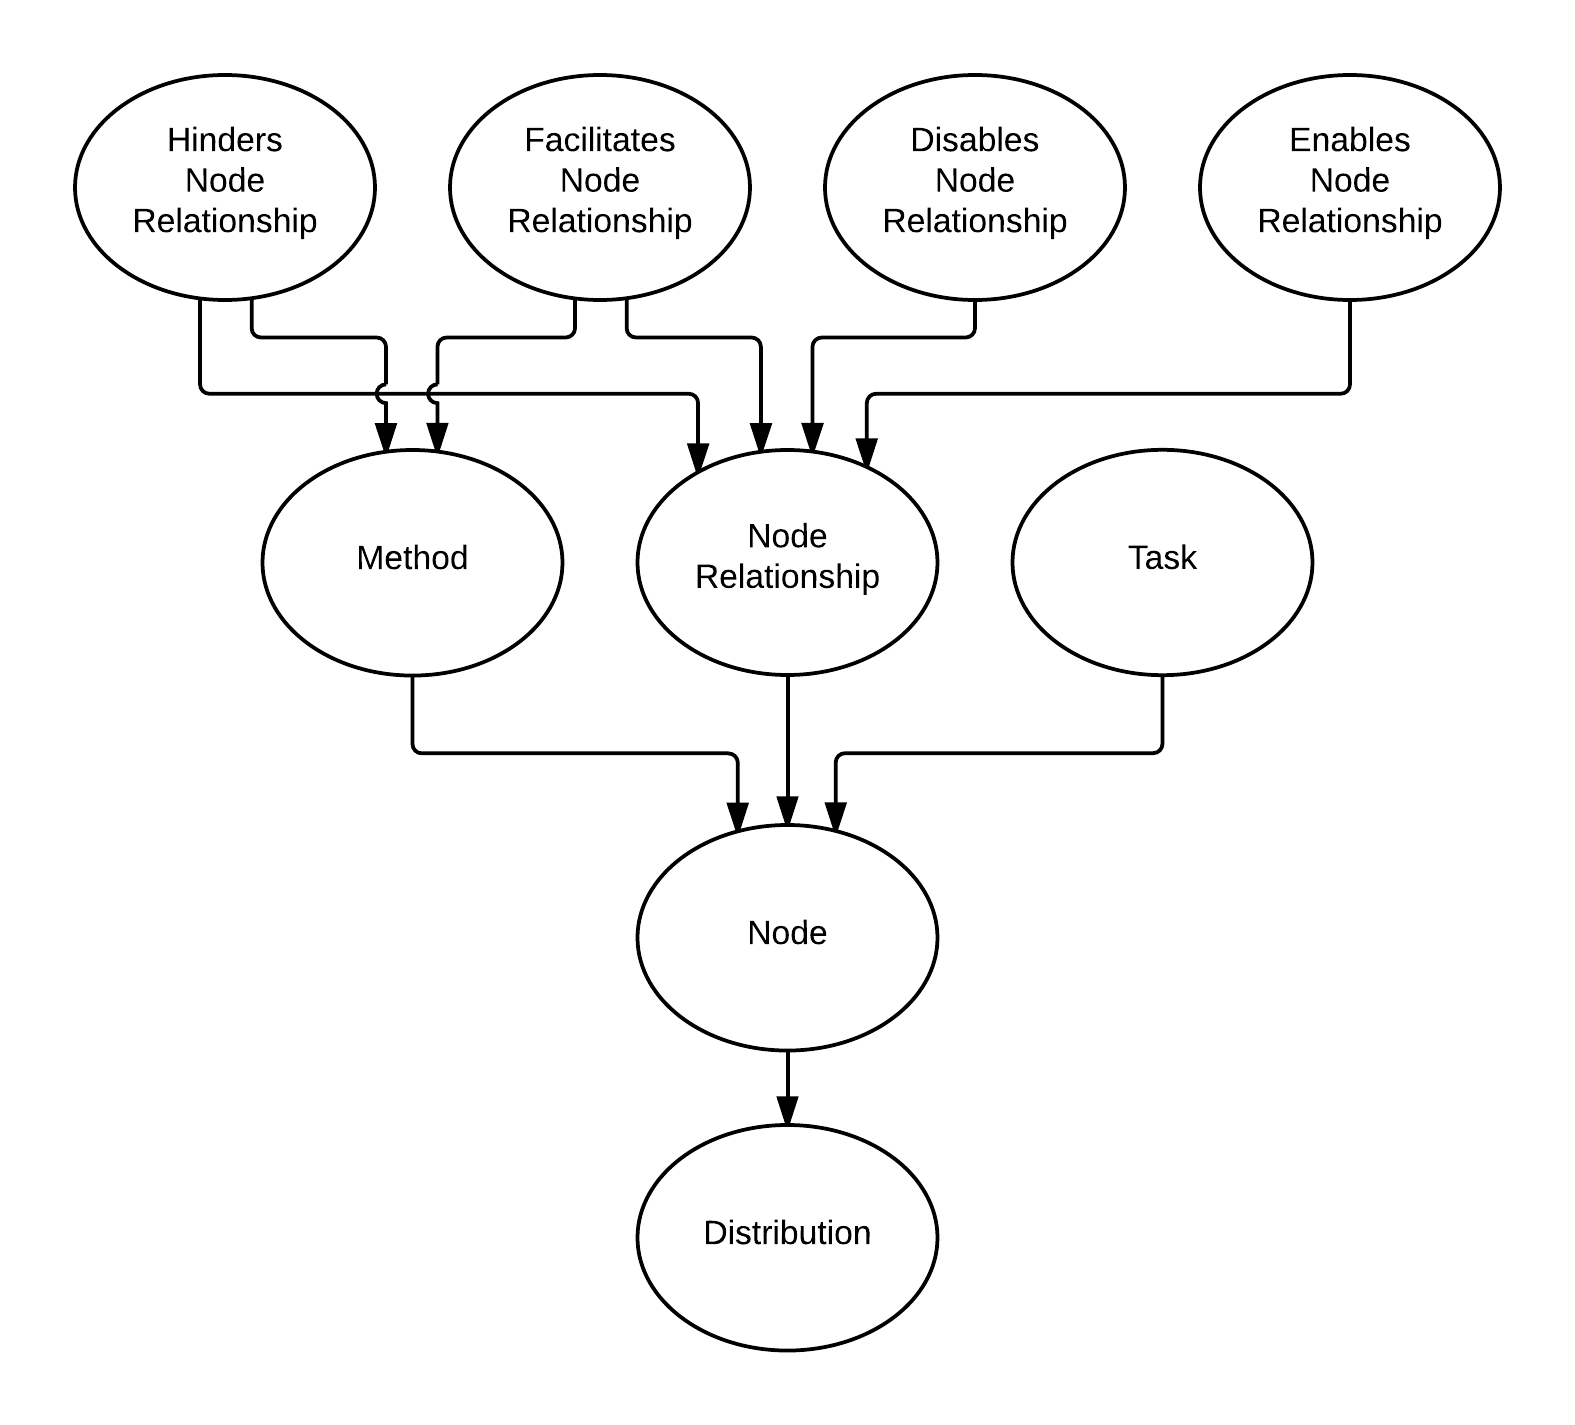 Hinders
Node
Relationship
Facilitates
Node
Relationship
Disables
Node
Relationship
Enables
Node
Relationship
Method
Node
Relationship
Task
Node
Distribution